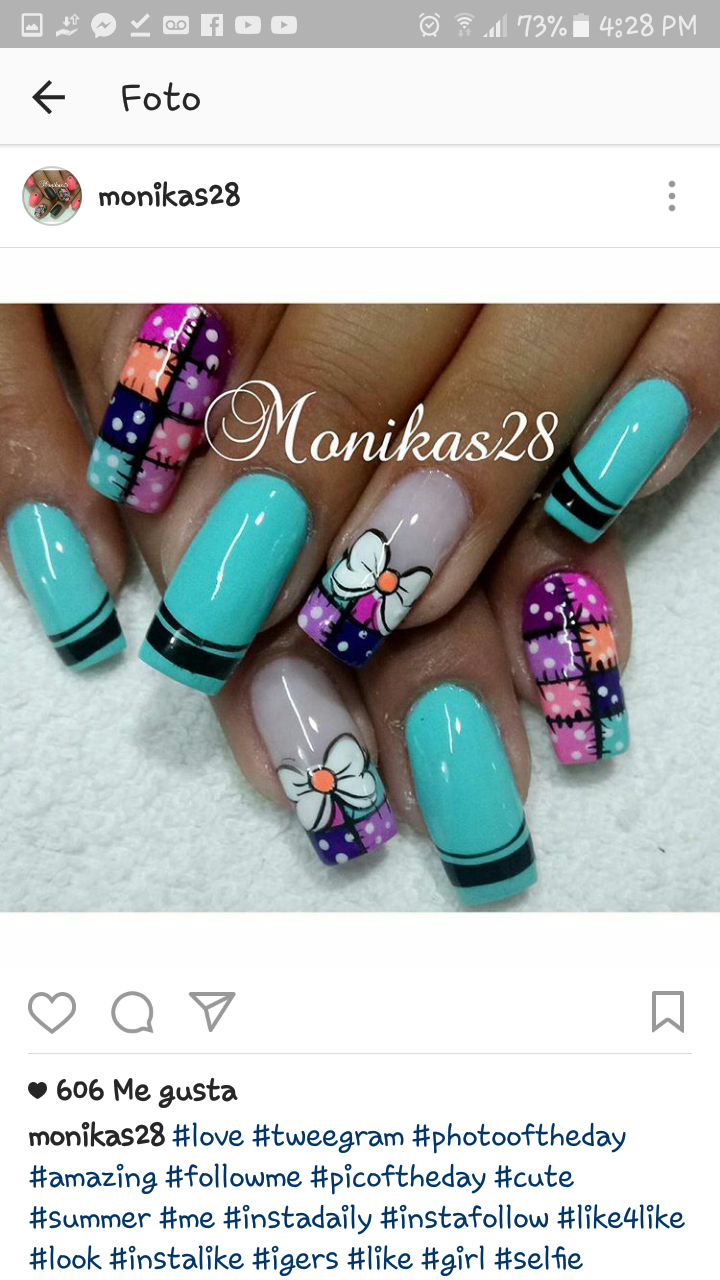 73% 4:28 PM
Foto
monikas28
Monikas28
606 Me gusta
monikas28 #love #tweegram #photooftheday
#amazing #followme #picoftheday #cute
#summer #me #instadaily #instafollow #like4like
#look #instalike #igers #like #girl #selfie